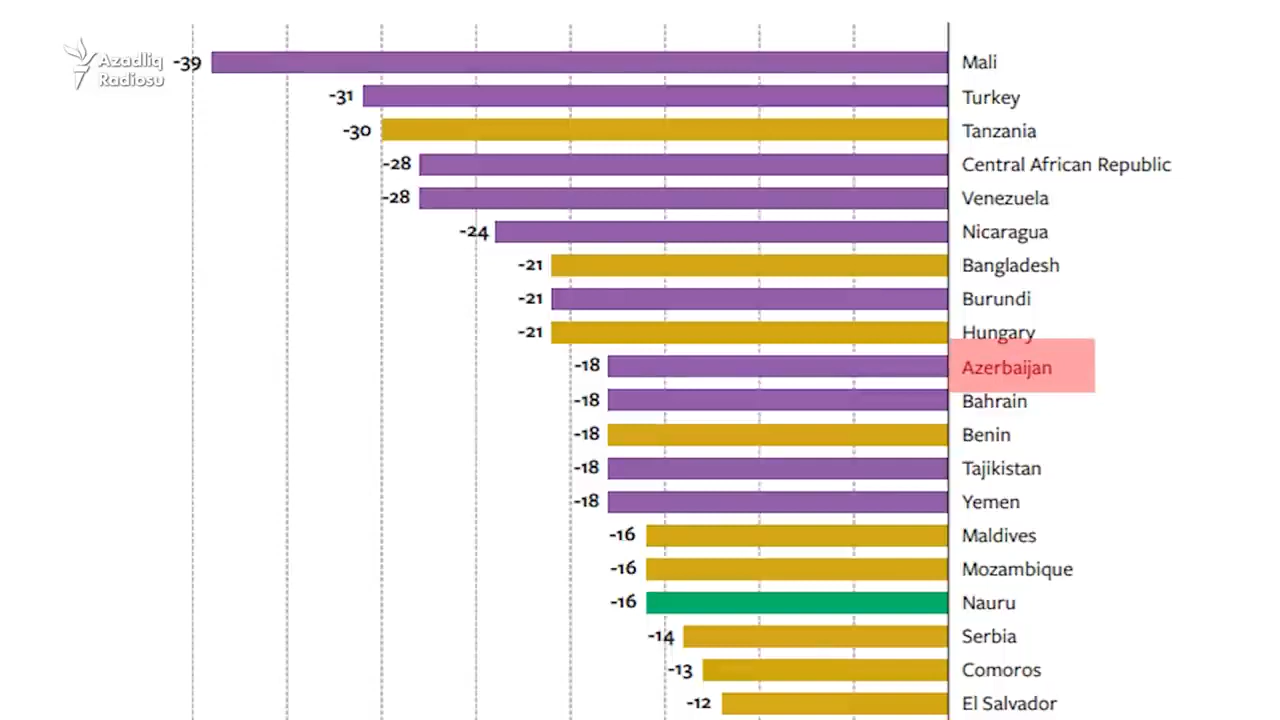 Azadlıq
Radiosu
-39 Mali
-31 Turkey
-30 Tanzania
-28 Central African Republic
-28 Venezuela
-24 Nicaragua
-21 Bangladesh
-21 Burundi
-21 Hungary
-18 Azerbaijan
-18 Bahrain
-18 Benin
-18 Tajikistan
-18 Yemen
-16 Maldives
-16 Mozambique
-16 Nauru
-14 Serbia
-13 Comoros
-12 El Salvador